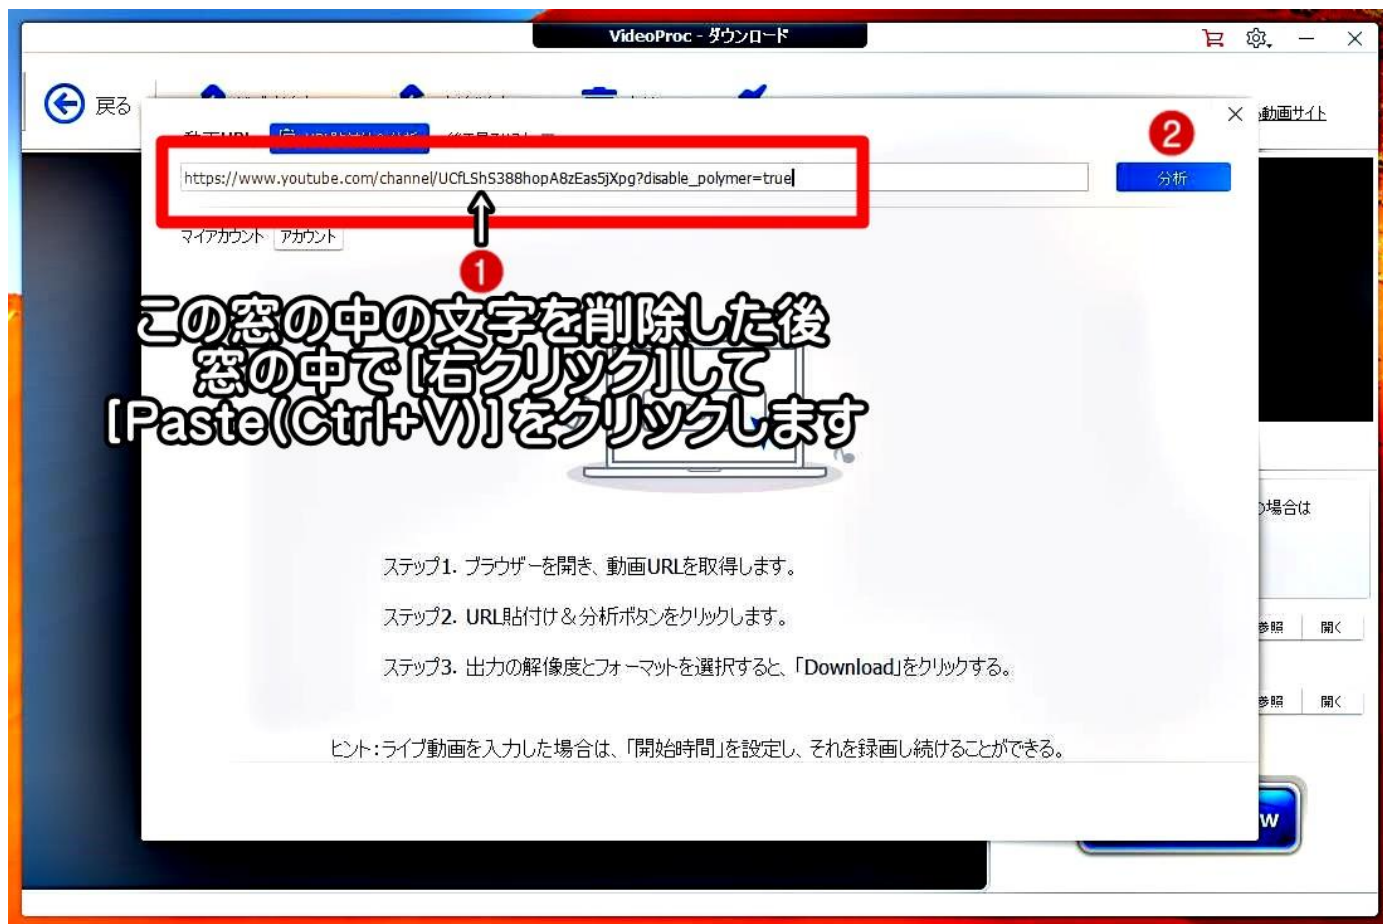 VideoProc - ダウンロード
戻る
動画サイト
動画URL
2
https://www.youtube.com/channel/UCfLShS388hopA8zEas5jXpg?disable_polymer=true
分析
マイアカウント アカウント
1
この窓の中の文字を削除した後
窓の中で[右クリック]して
[Paste(Ctrl+V)]をクリックします
の場合は
ステップ1. ブラウザーを開き、動画URLを取得します。
ステップ2. URL貼付け＆分析ボタンをクリックします。
参照 開く
ステップ3. 出力の解像度とフォーマットを選択すると、「Download」をクリックする。
参照 開く
ヒント：ライブ動画を入力した場合は、「開始時間」を設定し、それを録画し続けることができる。
W